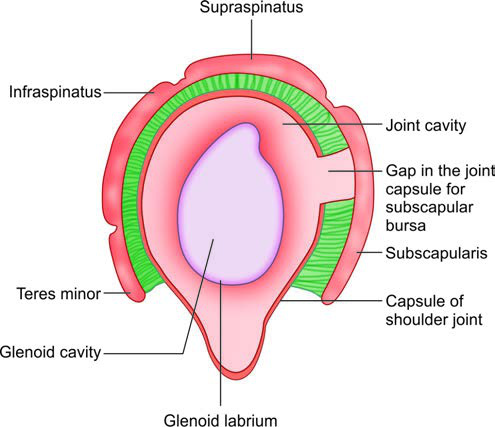 Supraspinatus
Infraspinatus
Joint cavity
Gap in the joint
capsule for
subscapular
bursa
Subscapularis
Teres minor
Capsule of
shoulder joint
Glenoid cavity
Glenoid labrium